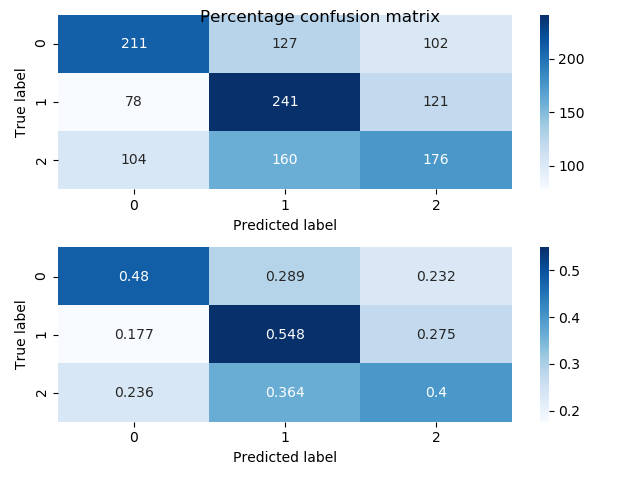 Percentage confusion matrix
0 211 127 102
1 78 241 121
2 104 160 176
0 1 2
Predicted label
True label
200
150
100
0 0.48 0.289 0.232
1 0.177 0.548 0.275
2 0.236 0.364 0.4
0 1 2
Predicted label
True label
0.5
0.4
0.3
0.2